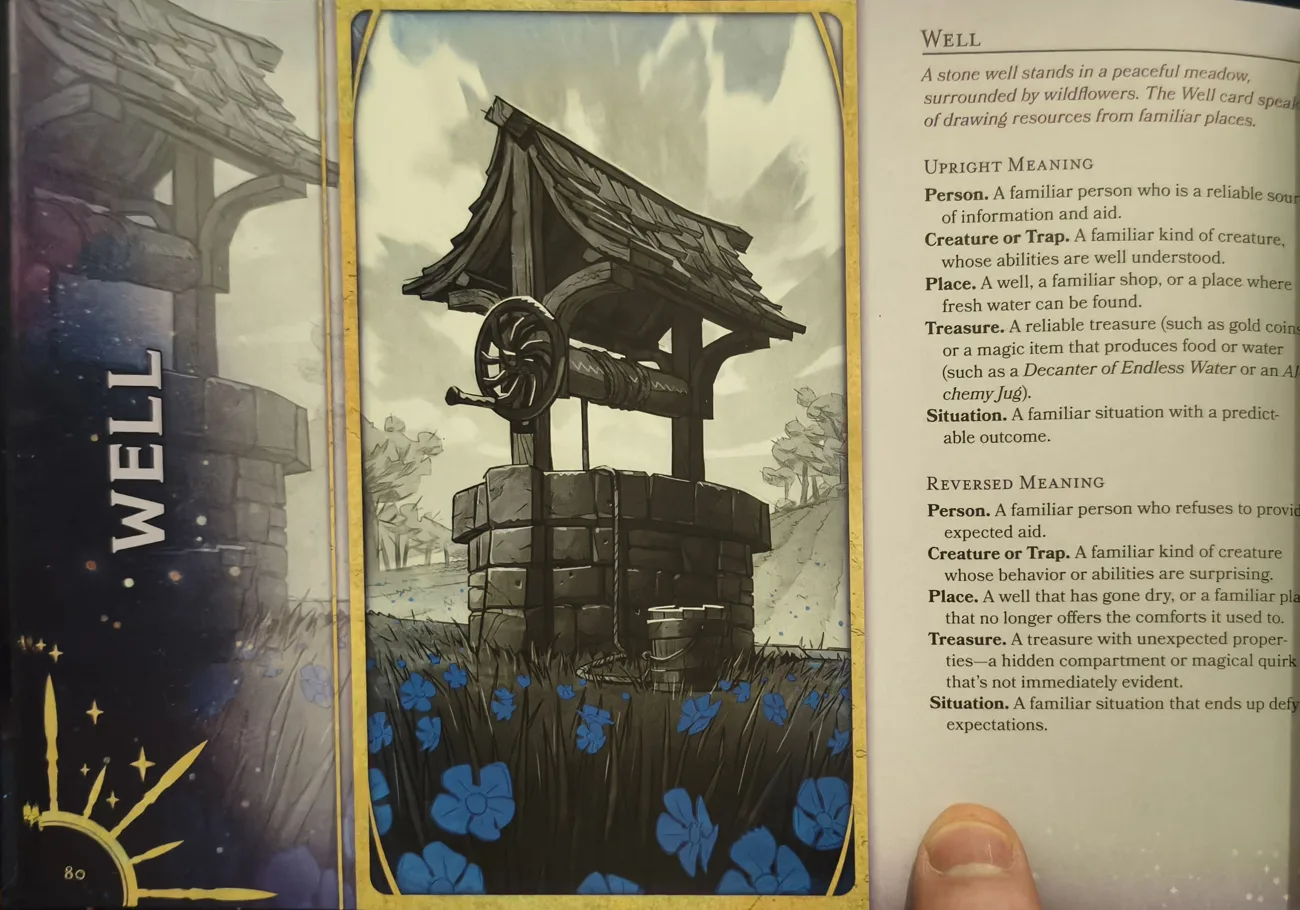 WELL
80
WELL
A stone well stands in a peaceful meadow,
surrounded by wildflowers. The Well card
of drawing resources from familiar places.
UPRIGHT MEANING
Person. A familiar person who is a reliable
of information and aid.
Creature or Trap. A familiar kind of creature,
whose abilities are well understood.
Place. A well, a familiar shop, or a place where
fresh water can be found.
Treasure. A reliable treasure (such as gold
or a magic item that produces food or water
(such as a Decanter of Endless Water or an
chemy Jug).
Situation. A familiar situation with a predict-
able outcome.
REVERSED MEANING
Person. A familiar person who refuses to
expected aid.
Creature or Trap. A familiar kind of creature
whose behavior or abilities are surprising.
Place. A well that has gone dry, or a familiar
that no longer offers the comforts it used to.
Treasure. A treasure with unexpected proper-
ties—a hidden compartment or magical quirk
that's not immediately evident.
Situation. A familiar situation that ends up
expectations.